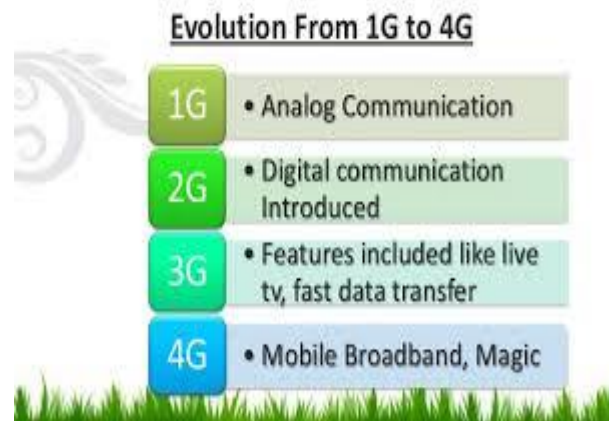 Evolution From 1G to 4G
1G
• Analog Communication
2G
• Digital communication
Introduced
3G
• Features included like live
tv, fast data transfer
4G
• Mobile Broadband, Magic